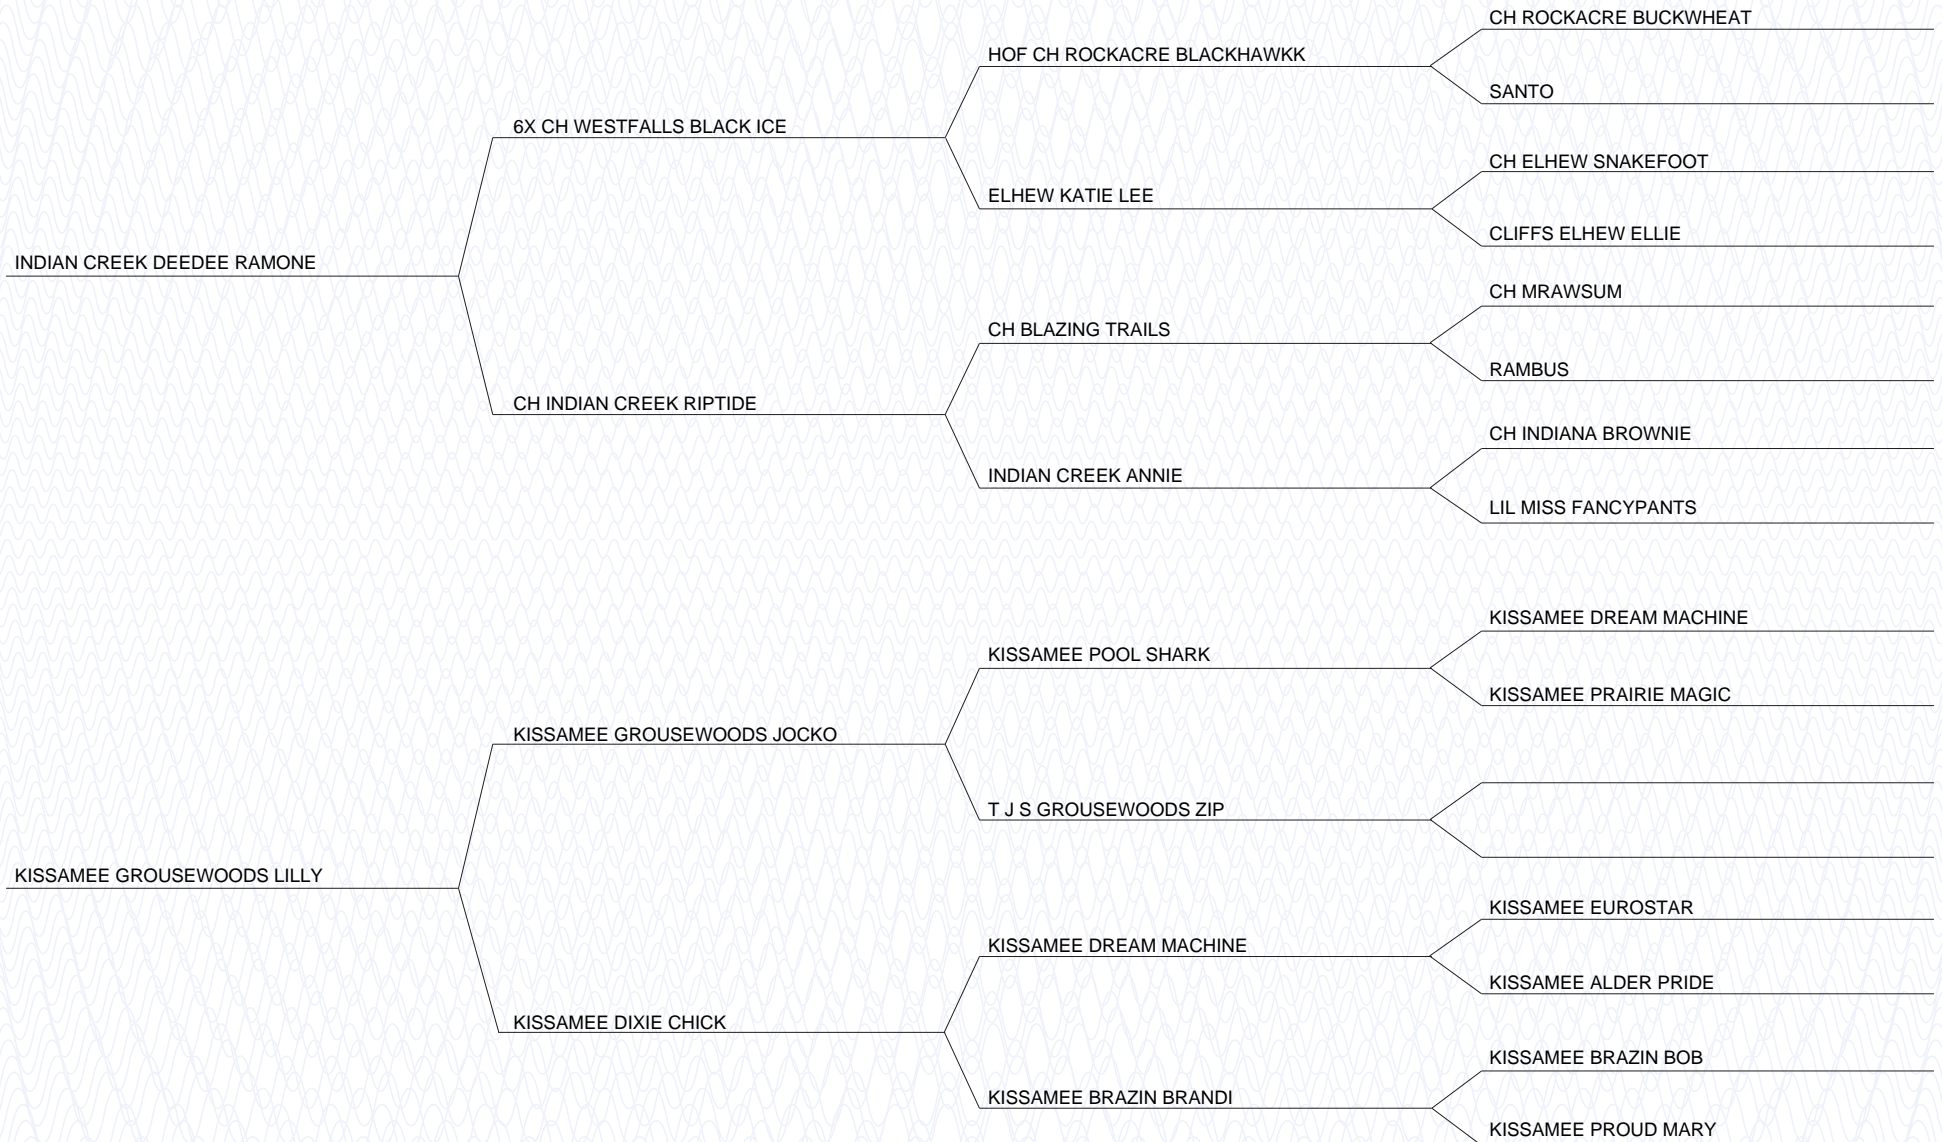 CH ROCKACRE BUCKWHEAT
HOF CH ROCKACRE BLACKHAWKK
SANTO
6X CH WESTFALLS BLACK ICE
CH ELHEW SNAKEFOOT
ELHEW KATIE LEE
CLIFFS ELHEW ELLIE
INDIAN CREEK DEEDEE RAMONE
CH MRAWSUM
CH BLAZING TRAILS
RAMBUS
CH INDIAN CREEK RIPTIDE
CH INDIANA BROWNIE
INDIAN CREEK ANNIE
LIL MISS FANCYPANTS
KISSAMEE DREAM MACHINE
KISSAMEE POOL SHARK
KISSAMEE PRAIRIE MAGIC
KISSAMEE GROUSEWOODS JOCKO
T J S GROUSEWOODS ZIP
KISSAMEE GROUSEWOODS LILLY
KISSAMEE EUROSTAR
KISSAMEE DREAM MACHINE
KISSAMEE ALDER PRIDE
KISSAMEE DIXIE CHICK
KISSAMEE BRAZIN BOB
KISSAMEE BRAZIN BRANDI
KISSAMEE PROUD MARY